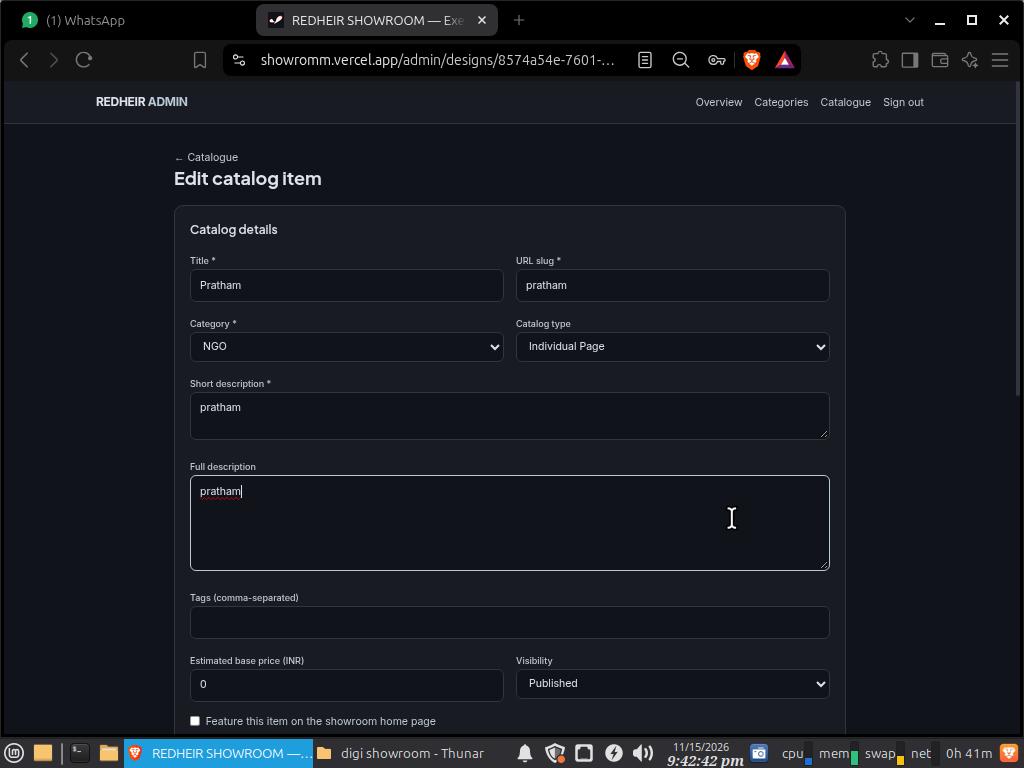 1 (1) WhatsApp
REDHEIR SHOWROOM — Exe
showromm.vercel.app/admin/designs/8574a54e-7601-...
REDHEIR ADMIN
Overview Categories Catalogue Sign out
← Catalogue
Edit catalog item
Catalog details
Title * URL slug *
Pratham pratham
Category * Catalog type
NGO Individual Page
Short description *
pratham
Full description
pratham
Tags (comma-separated)
Estimated base price (INR) Visibility
0 Published
Feature this item on the showroom home page
REDHEIR SHOWROOM —... digi showroom - Thunar 11/15/2026 cpu mem swap net 0h 41m
9:42:42 pm